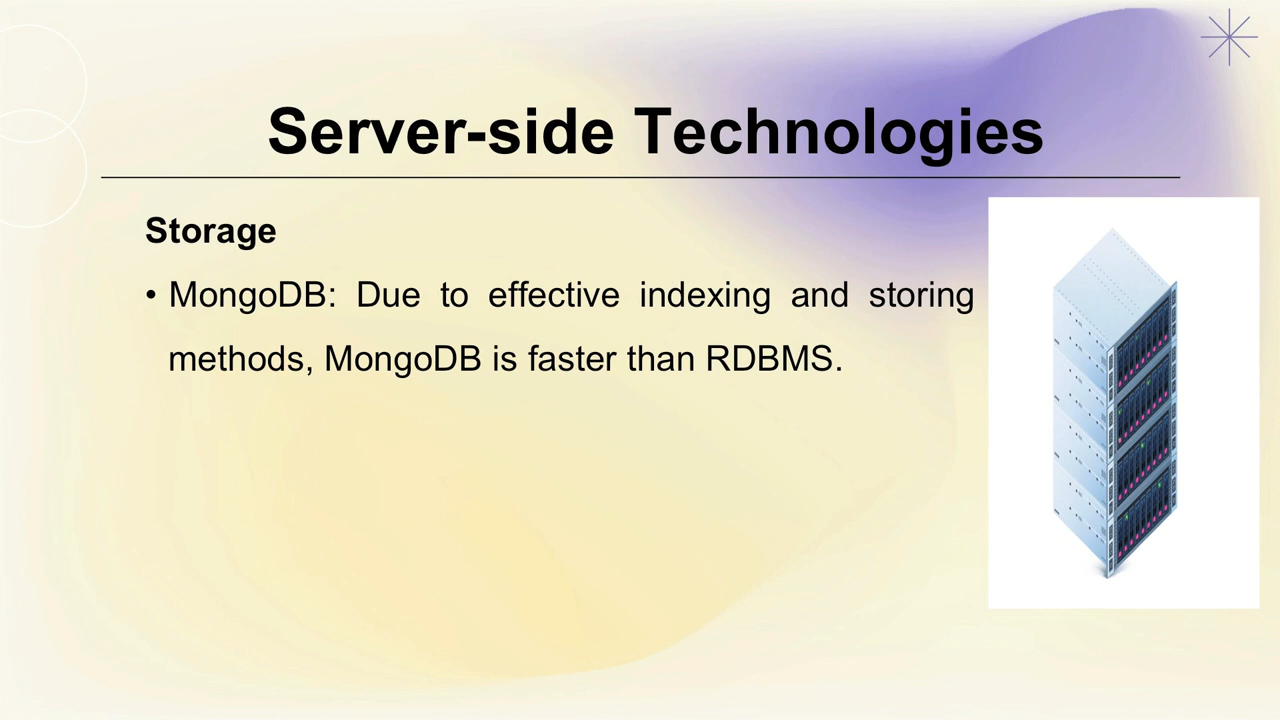 Server-side Technologies
Storage
• MongoDB: Due to effective indexing and storing
methods, MongoDB is faster than RDBMS.